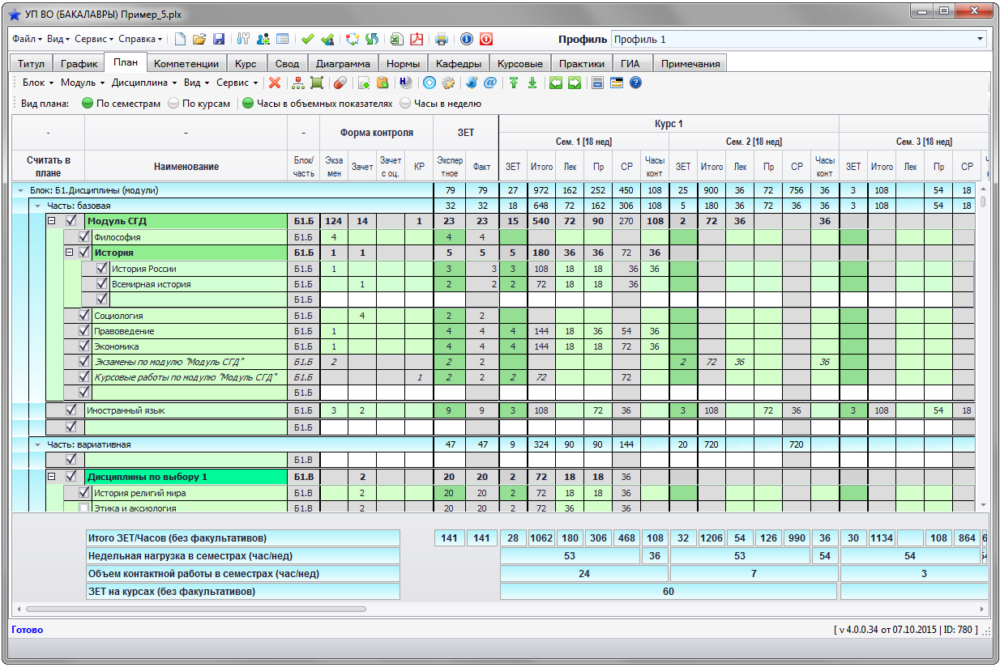 УП ВО (БАКАЛАВРЫ) Пример_5.plx
Файл Вид Сервис Справка Профиль Профиль 1
Титул График План Компетенции Курс Свод Диаграмма Нормы Кафедры Курсовые Практики ГИА Примечания
Блок Модуль Дисциплина Вид Сервис
Вид плана: По семестрам По курсам Часы в объемных показателях Часы в неделю
- - - Форма контроля ЗЕТ Курс 1
Сем. 1 [18 нед] Сем. 2 [18 нед] Сем. 3 [18 нед]
Считать в плане Наименование Блок/часть Экзамен Зачет Зачет с оц. КР Экспертное Факт ЗЕТ Итого Лек Пр СР Часы конт ЗЕТ Итого Лек Пр СР Часы конт ЗЕТ Итого Лек Пр СР
Блок: Б1.Дисциплины (модули) 79 79 27 972 162 252 450 108 25 900 36 72 756 36 3 108 54 18
Часть: базовая 32 32 18 648 72 162 306 108 5 180 36 72 36 36 3 108 54 18
Модуль СГД Б1.Б 124 14 1 23 23 15 540 72 90 270 108 2 72 36 36
Философия Б1.Б 4 4 4
История Б1.Б 1 1 5 5 5 180 36 36 72 36
История России Б1.Б 1 3 3 3 108 18 18 36 36
Всемирная история Б1.Б 1 2 2 2 72 18 18 36
Б1.Б
Социология Б1.Б 4 2 2
Правоведение Б1.Б 1 4 4 4 144 18 36 54 36
Экономика Б1.Б 1 4 4 4 144 18 18 72 36
Экзамены по модулю "Модуль СГД" Б1.Б 2 2 2 2 72 36 36
Курсовые работы по модулю "Модуль СГД" Б1.Б 1 2 2 2 72 72
Б1.Б
Иностранный язык Б1.Б 3 2 9 9 3 108 72 36 3 108 72 36 3 108 54 18
Б1.Б
Часть: вариативная 47 47 9 324 90 90 144 20 720 720
Б1.В
Дисциплины по выбору 1 Б1.В 2 20 20 2 72 18 18 36
История религий мира Б1.В 2 20 20 2 72 18 18 36
Этика и аксиология Б1.В 2 20 20 2 72 36 36
Итого ЗЕТ/Часов (без факультативов) 141 141 28 1062 180 306 468 108 32 1206 54 126 990 36 30 1134 108 864
Недельная нагрузка в семестрах (час/нед) 53 36 53 54 54
Объем контактной работы в семестрах (час/нед) 24 7 3
ЗЕТ на курсах (без факультативов) 60
Готово [ v 4.0.0.34 от 07.10.2015 | ID: 780 ]